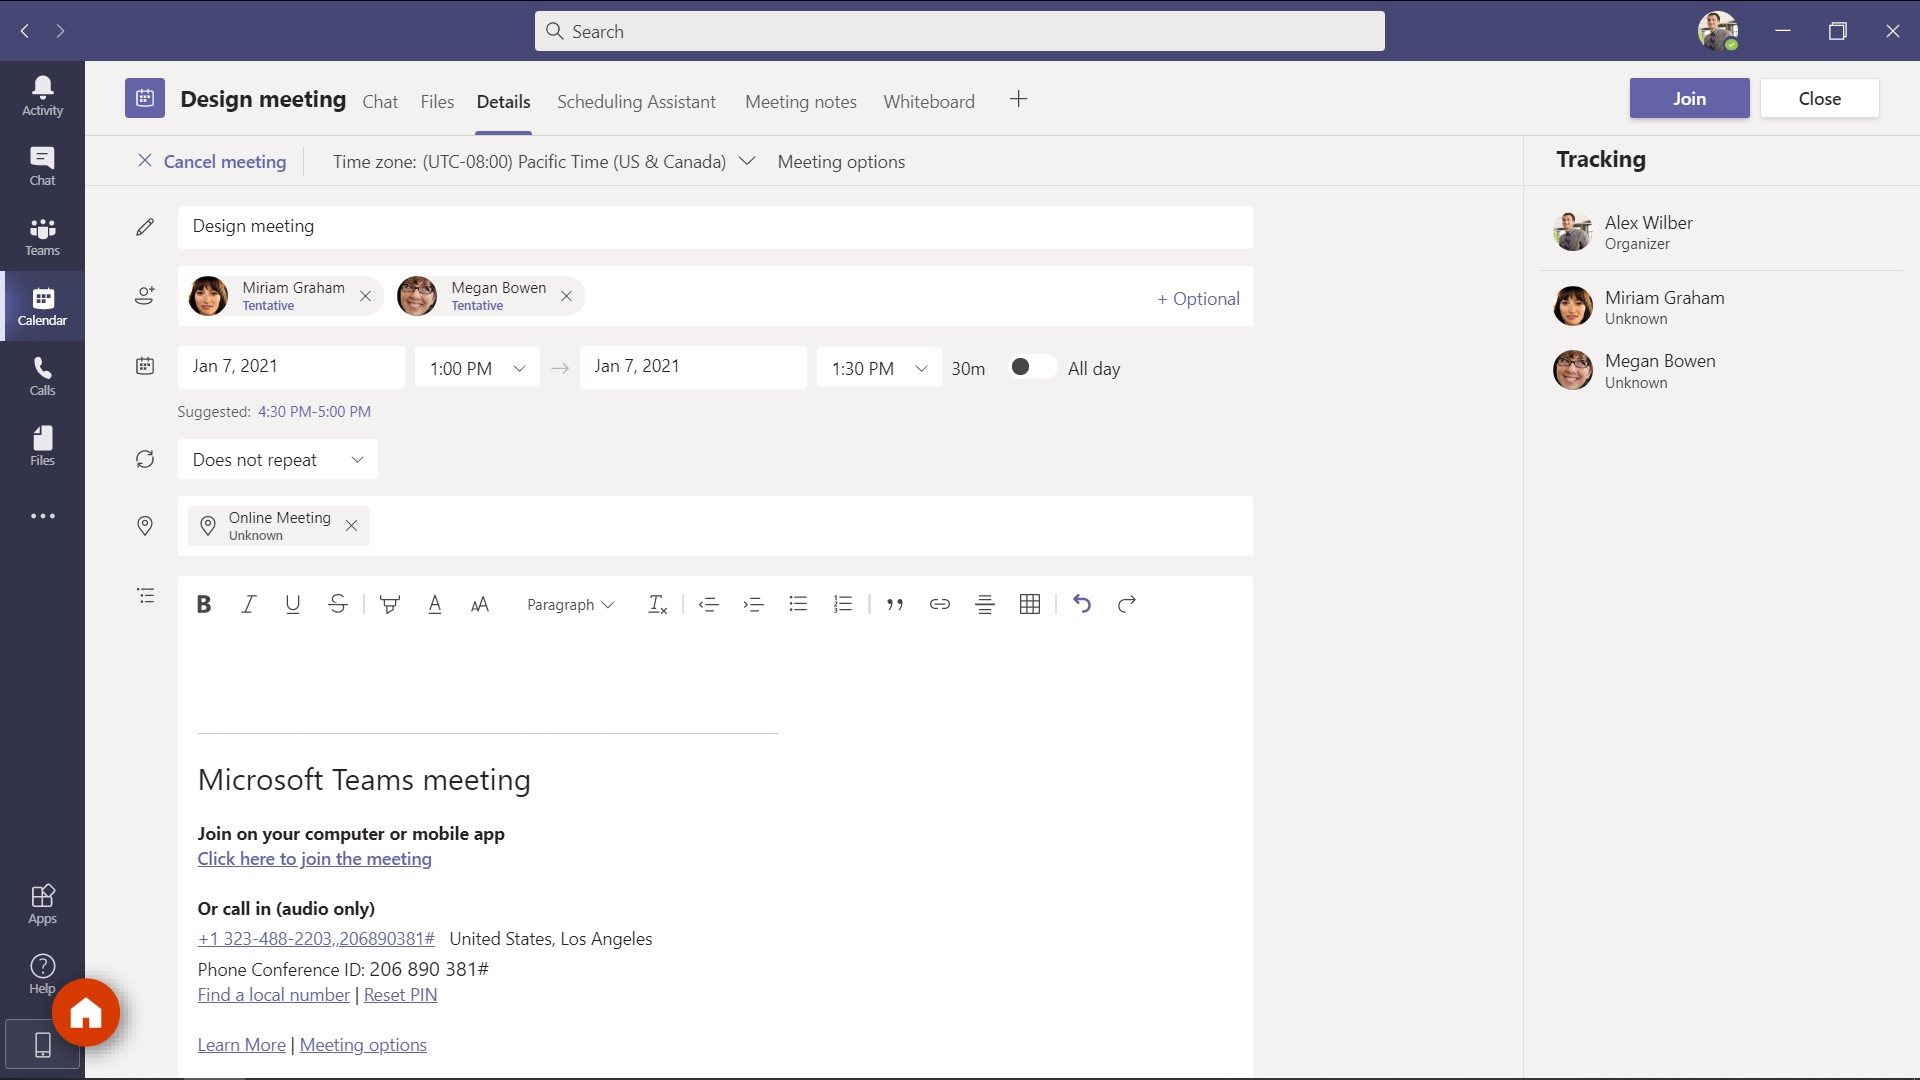 Search
Activity
Chat
Teams
Calendar
Calls
Files
Apps
Help
Design meeting Chat Files Details Scheduling Assistant Meeting notes Whiteboard
Join Close
Cancel meeting Time zone: (UTC-08:00) Pacific Time (US & Canada) Meeting options
Design meeting
Miriam Graham
Tentative
Megan Bowen
Tentative
+ Optional
Jan 7, 2021 1:00 PM → Jan 7, 2021 1:30 PM 30m All day
Suggested: 4:30 PM-5:00 PM
Does not repeat
Online Meeting
Unknown
Paragraph
Microsoft Teams meeting
Join on your computer or mobile app
Click here to join the meeting
Or call in (audio only)
+1 323-488-2203,,206890381# United States, Los Angeles
Phone Conference ID: 206 890 381#
Find a local number | Reset PIN
Learn More | Meeting options
Tracking
Alex Wilber
Organizer
Miriam Graham
Unknown
Megan Bowen
Unknown